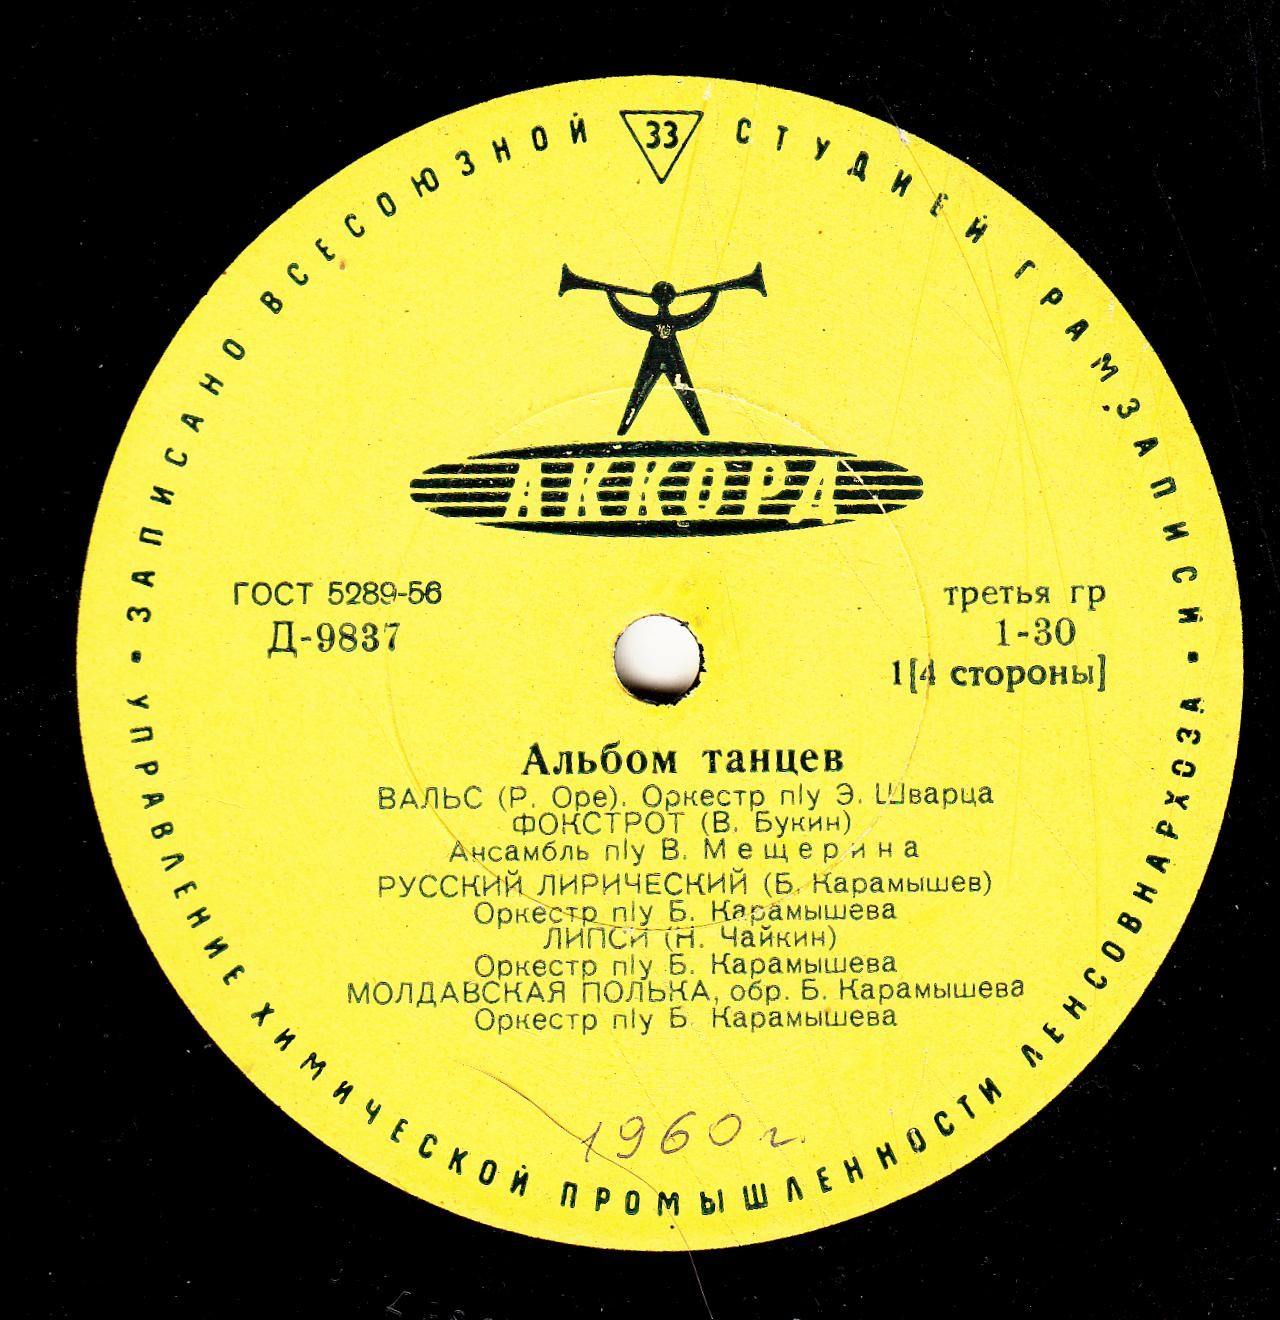 ЗАПИСАНО ВСЕСОЮЗНОЙ СТУДИЕЙ ГРАМЗАПИСИ
33
АККОРД
ГОСТ 5289-56
Д-9837
третья гр
1-30
1[4 стороны]
Альбом танцев
ВАЛЬС (Р. Оре). Оркестр п/у Э. Шварца
ФОКСТРОТ (В. Букин)
Ансамбль п/у В. Мещерина
РУССКИЙ ЛИРИЧЕСКИЙ (Б. Карамышев)
Оркестр п/у Б. Карамышева
ЛИПСИ (Н. Чайкин)
Оркестр п/у Б. Карамышева
МОЛДАВСКАЯ ПОЛЬКА, обр. Б. Карамышева
Оркестр п/у Б. Карамышева
1960 г.
УПРАВЛЕНИЕ ХИМИЧЕСКОЙ ПРОМЫШЛЕННОСТИ ЛЕНСОВНАРХОЗА